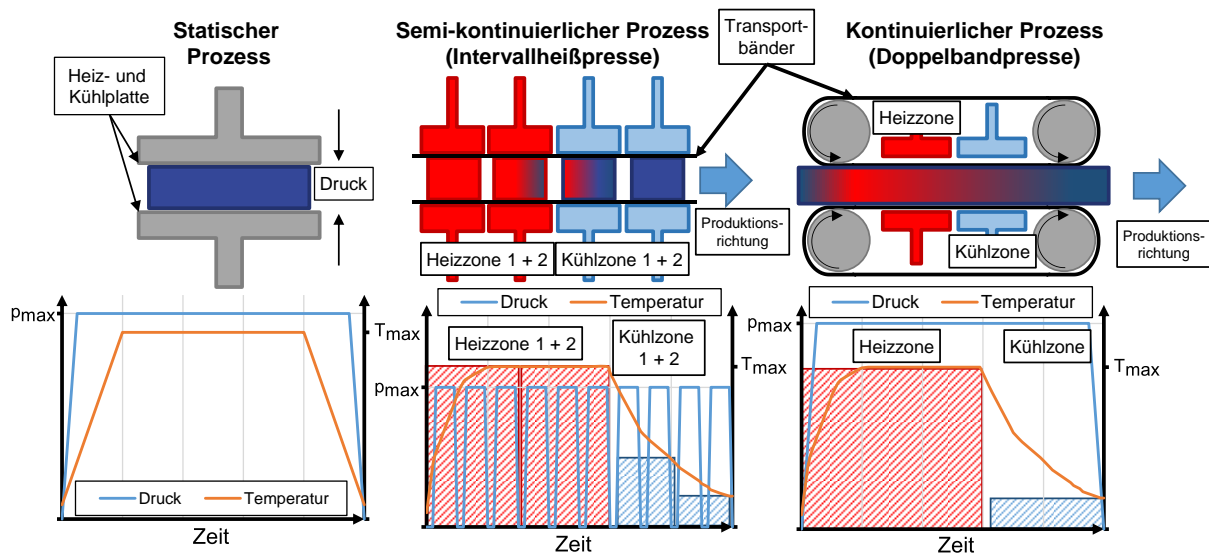 Statischer
Prozess
Heiz- und
Kühlplatte
Druck
Semi-kontinuierlicher Prozess
(Intervallheißpresse)
Transport-
bänder
Heizzone 1 + 2
Kühlzone 1 + 2
Produktions-
richtung
Kontinuierlicher Prozess
(Doppelbandpresse)
Heizzone
Kühlzone
Produktions-
richtung
pmax
Tmax
Druck
Temperatur
Zeit
Druck
Temperatur
Heizzone 1 + 2
Kühlzone
1 + 2
pmax
Tmax
Zeit
Druck
Temperatur
pmax
Heizzone
Kühlzone
Tmax
Zeit